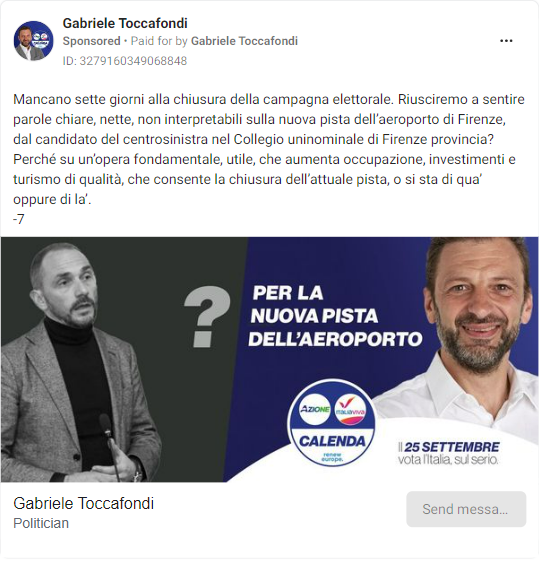 Gabriele Toccafondi
Sponsored • Paid for by Gabriele Toccafondi
ID: 3279160349068848
Mancano sette giorni alla chiusura della campagna elettorale. Riusciremo a sentire
parole chiare, nette, non interpretabili sulla nuova pista dell'aeroporto di Firenze,
dal candidato del centrosinistra nel Collegio uninominale di Firenze provincia?
Perché su un'opera fondamentale, utile, che aumenta occupazione, investimenti e
turismo di qualità, che consente la chiusura dell'attuale pista, o si sta di qua'
oppure di la'.
-7
?
PER LA
NUOVA PISTA
DELL'AEROPORTO
AZIONE
ITALIA VIVA
CALENDA
renew
europe.
Il 25 SETTEMBRE
vota l'Italia, sul serio.
Gabriele Toccafondi
Politician
Send messa...